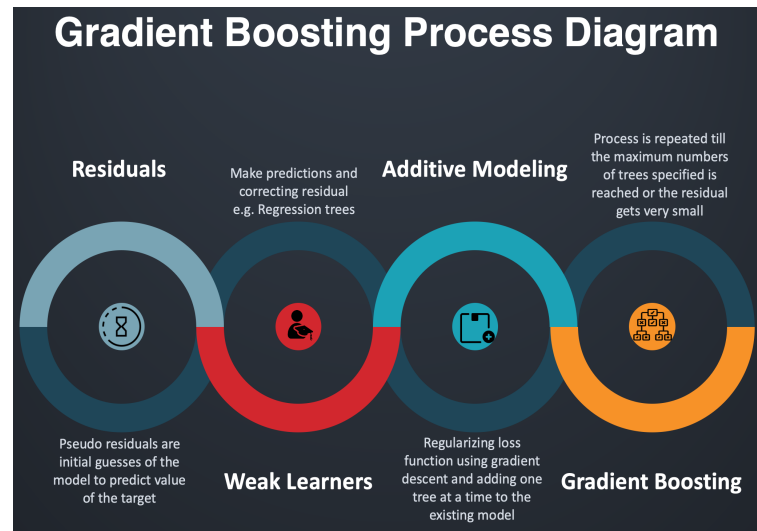 Gradient Boosting Process Diagram
Residuals
Pseudo residuals are
initial guesses of the
model to predict value
of the target
Make predictions and
correcting residual
e.g. Regression trees
Weak Learners
Additive Modeling
Regularizing loss
function using gradient
descent and adding one
tree at a time to the
existing model
Process is repeated till
the maximum numbers
of trees specified is
reached or the residual
gets very small
Gradient Boosting